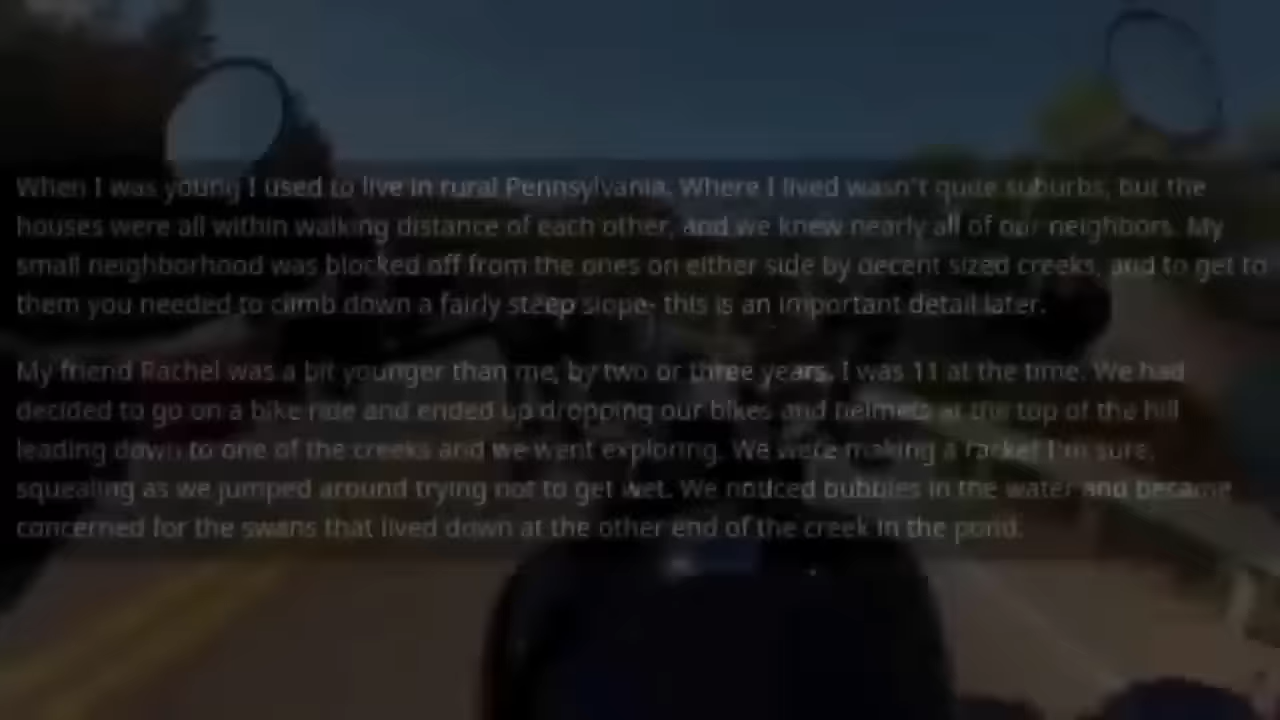 When I was young I used to live in rural Pennsylvania. Where I lived wasn't quite suburbs, but the
houses were all within walking distance of each other, and we knew nearly all of our neighbors. My
small neighborhood was blocked off from the ones on either side by decent sized creeks, and to get to
them you needed to climb down a fairly steep slope- this is an important detail later.
My friend Rachel was a bit younger than me, by two or three years. I was 11 at the time. We had
decided to go on a bike ride and ended up dropping our bikes and helmets at the top of the hill
leading down to one of the creeks and we went exploring. We were making a racket I'm sure,
squealing as we jumped around trying not to get wet. We noticed bubbles in the water and became
concerned for the swans that lived down at the other end of the creek in the pond.